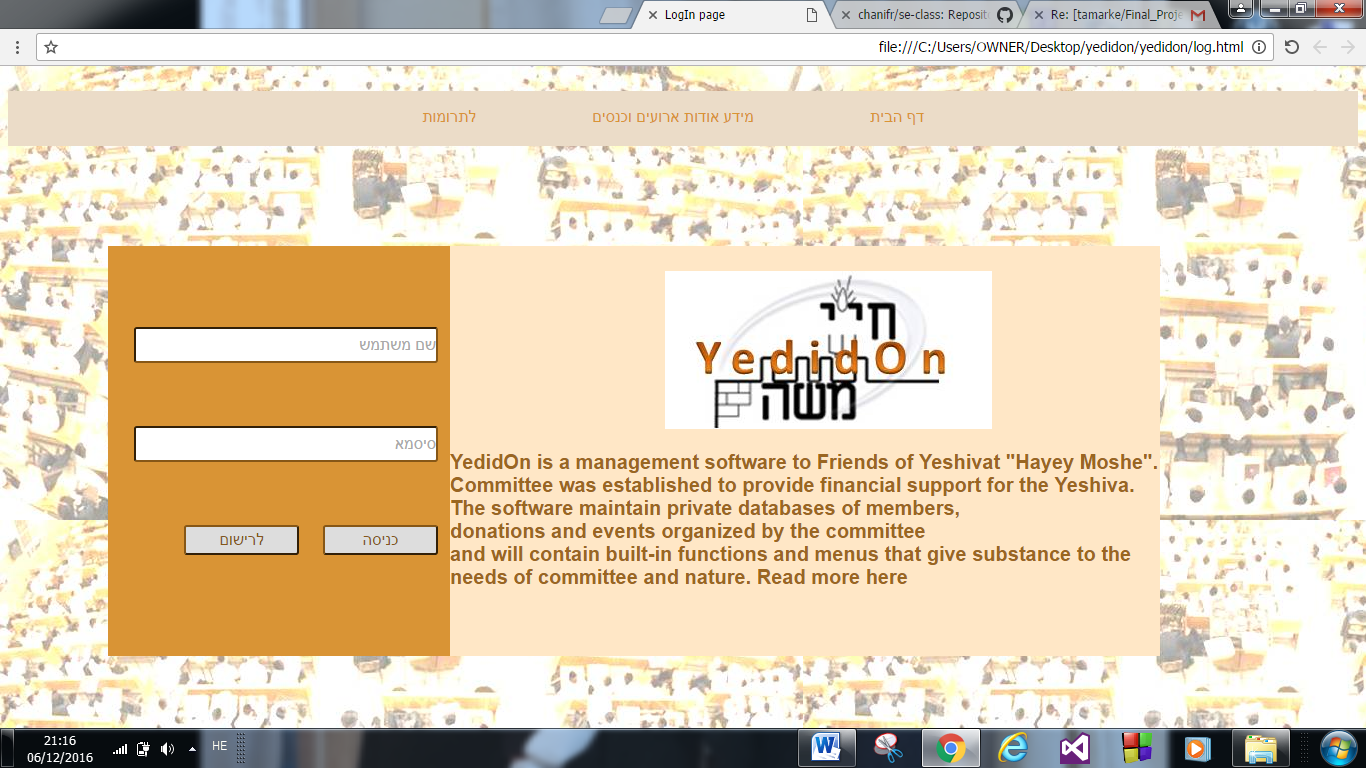 LogIn page
chanifr/se-class: Reposit
Re: [tamarke/Final_Proje
file:///C:/Users/OWNER/Desktop/yedidon/yedidon/log.html
דף הבית
מידע אודות ארועים וכנסים
לתרומות
חיי
YedidOn
משה
שם משתמש
סיסמא
כניסה
לרישום
YedidOn is a management software to Friends of Yeshivat "Hayey Moshe".
Committee was established to provide financial support for the Yeshiva.
The software maintain private databases of members,
donations and events organized by the committee
and will contain built-in functions and menus that give substance to the
needs of committee and nature. Read more here
21:16
06/12/2016
HE